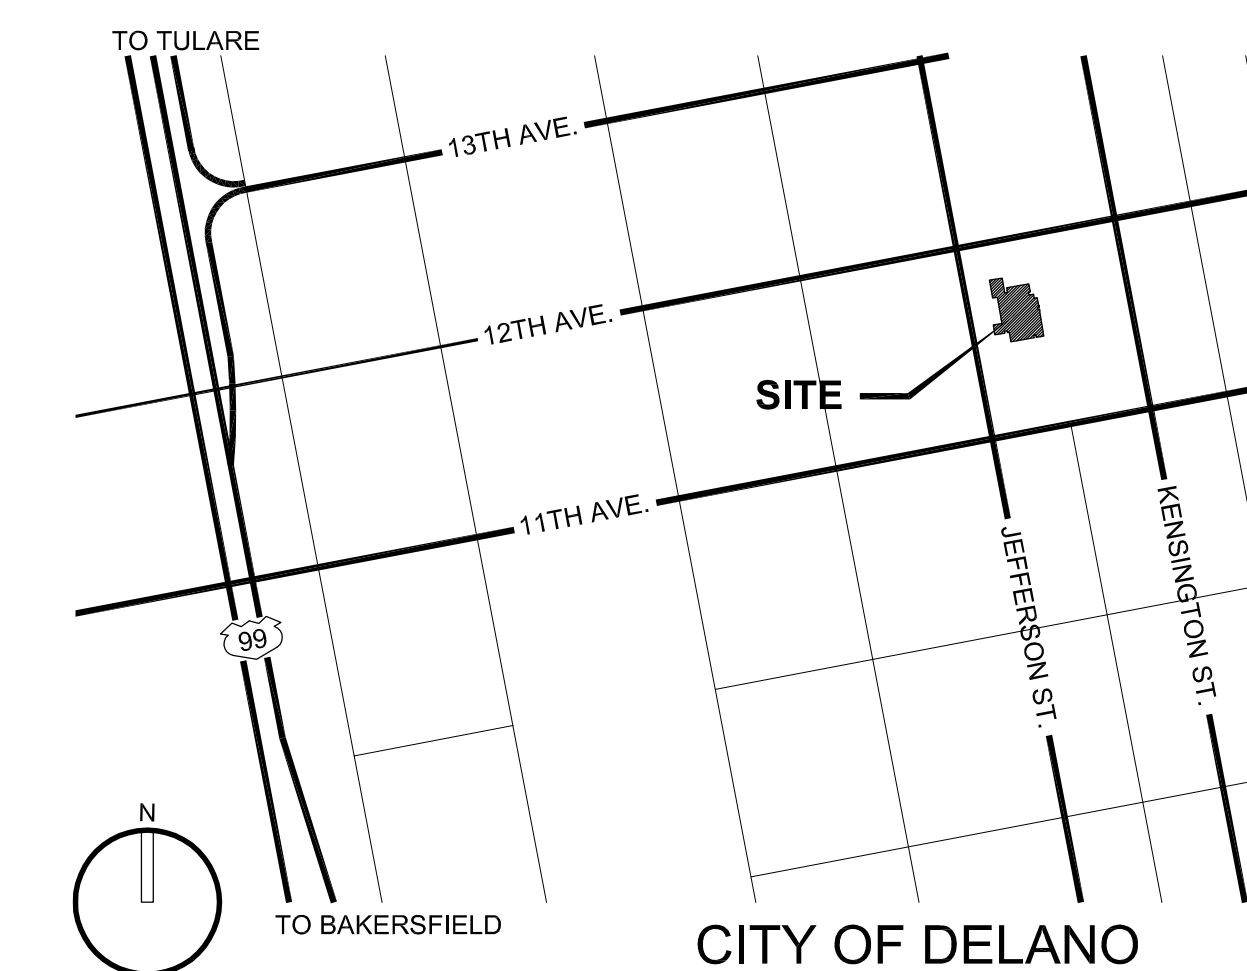 TO TULARE
13TH AVE.
12TH AVE.
SITE
11TH AVE.
JEFFERSON ST.
KENSINGTON ST.
99
N
TO BAKERSFIELD
CITY OF DELANO